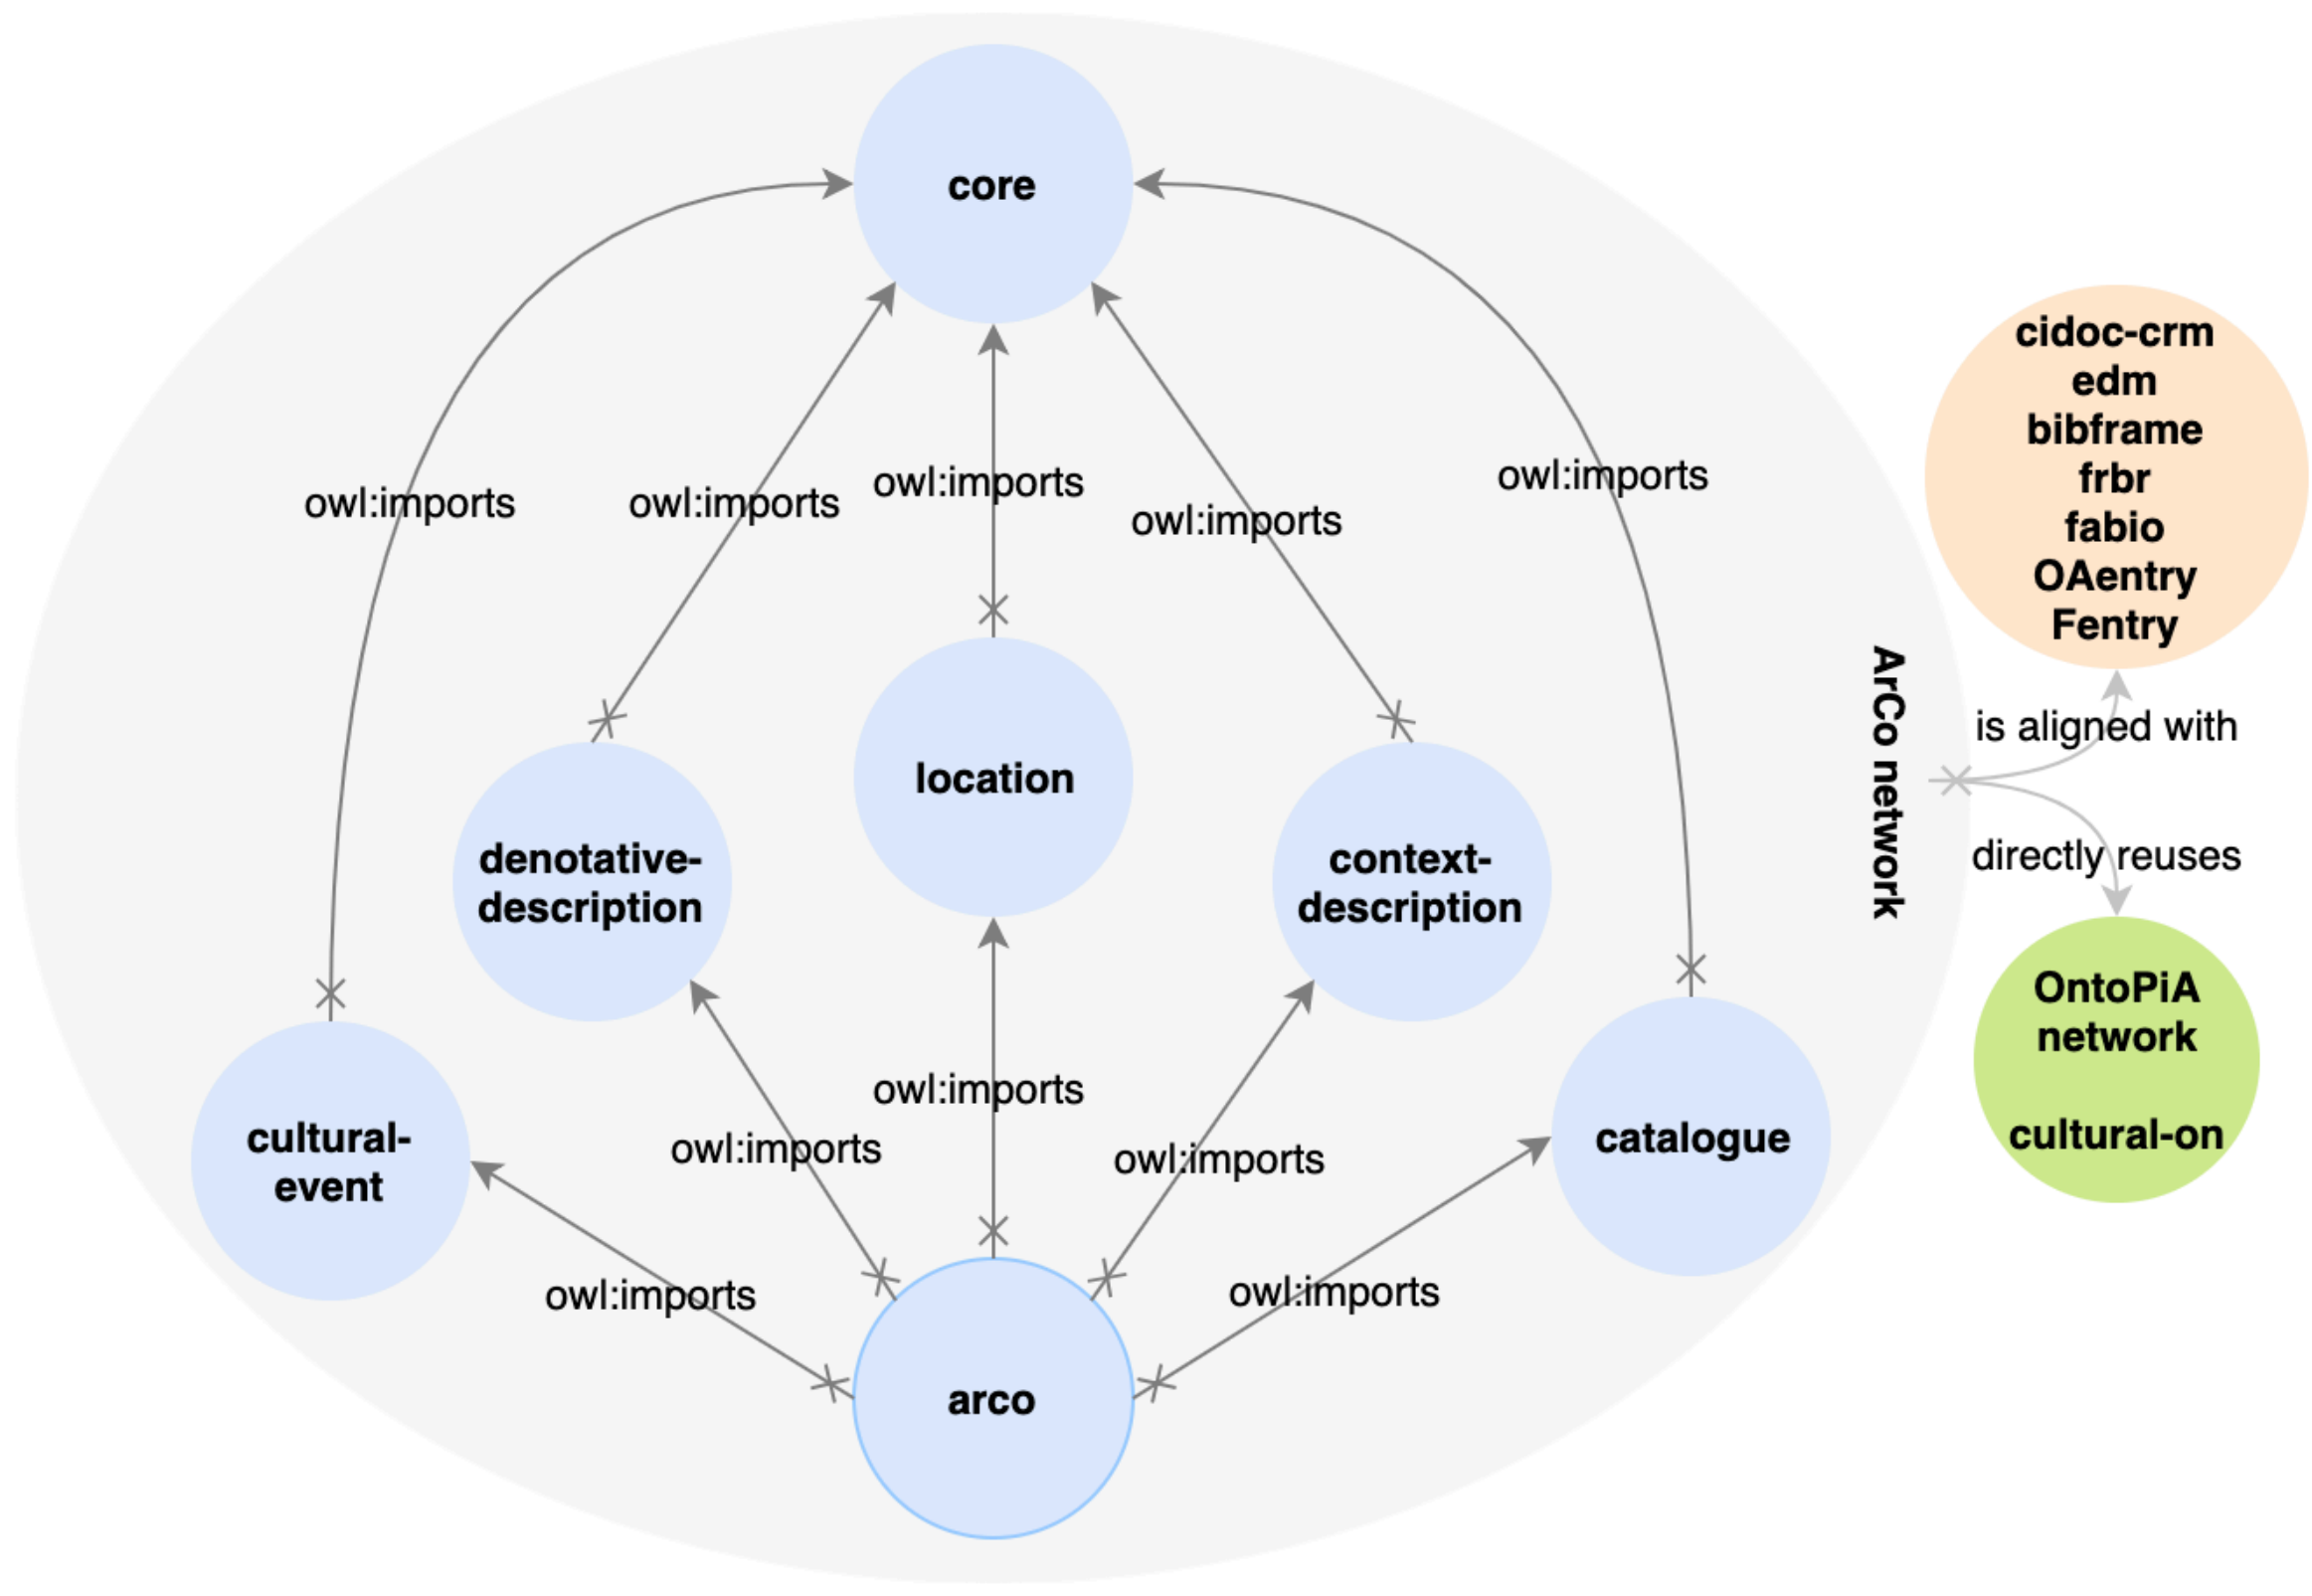 core
owl:imports
owl:imports
owl:imports
owl:imports
owl:imports
denotative-
description
location
context-
description
cultural-
event
catalogue
owl:imports
owl:imports
owl:imports
owl:imports
owl:imports
arco
ArCo network
cidoc-crm
edm
bibframe
frbr
fabio
OAentry
Fentry
is aligned with
directly reuses
OntoPiA
network
cultural-on